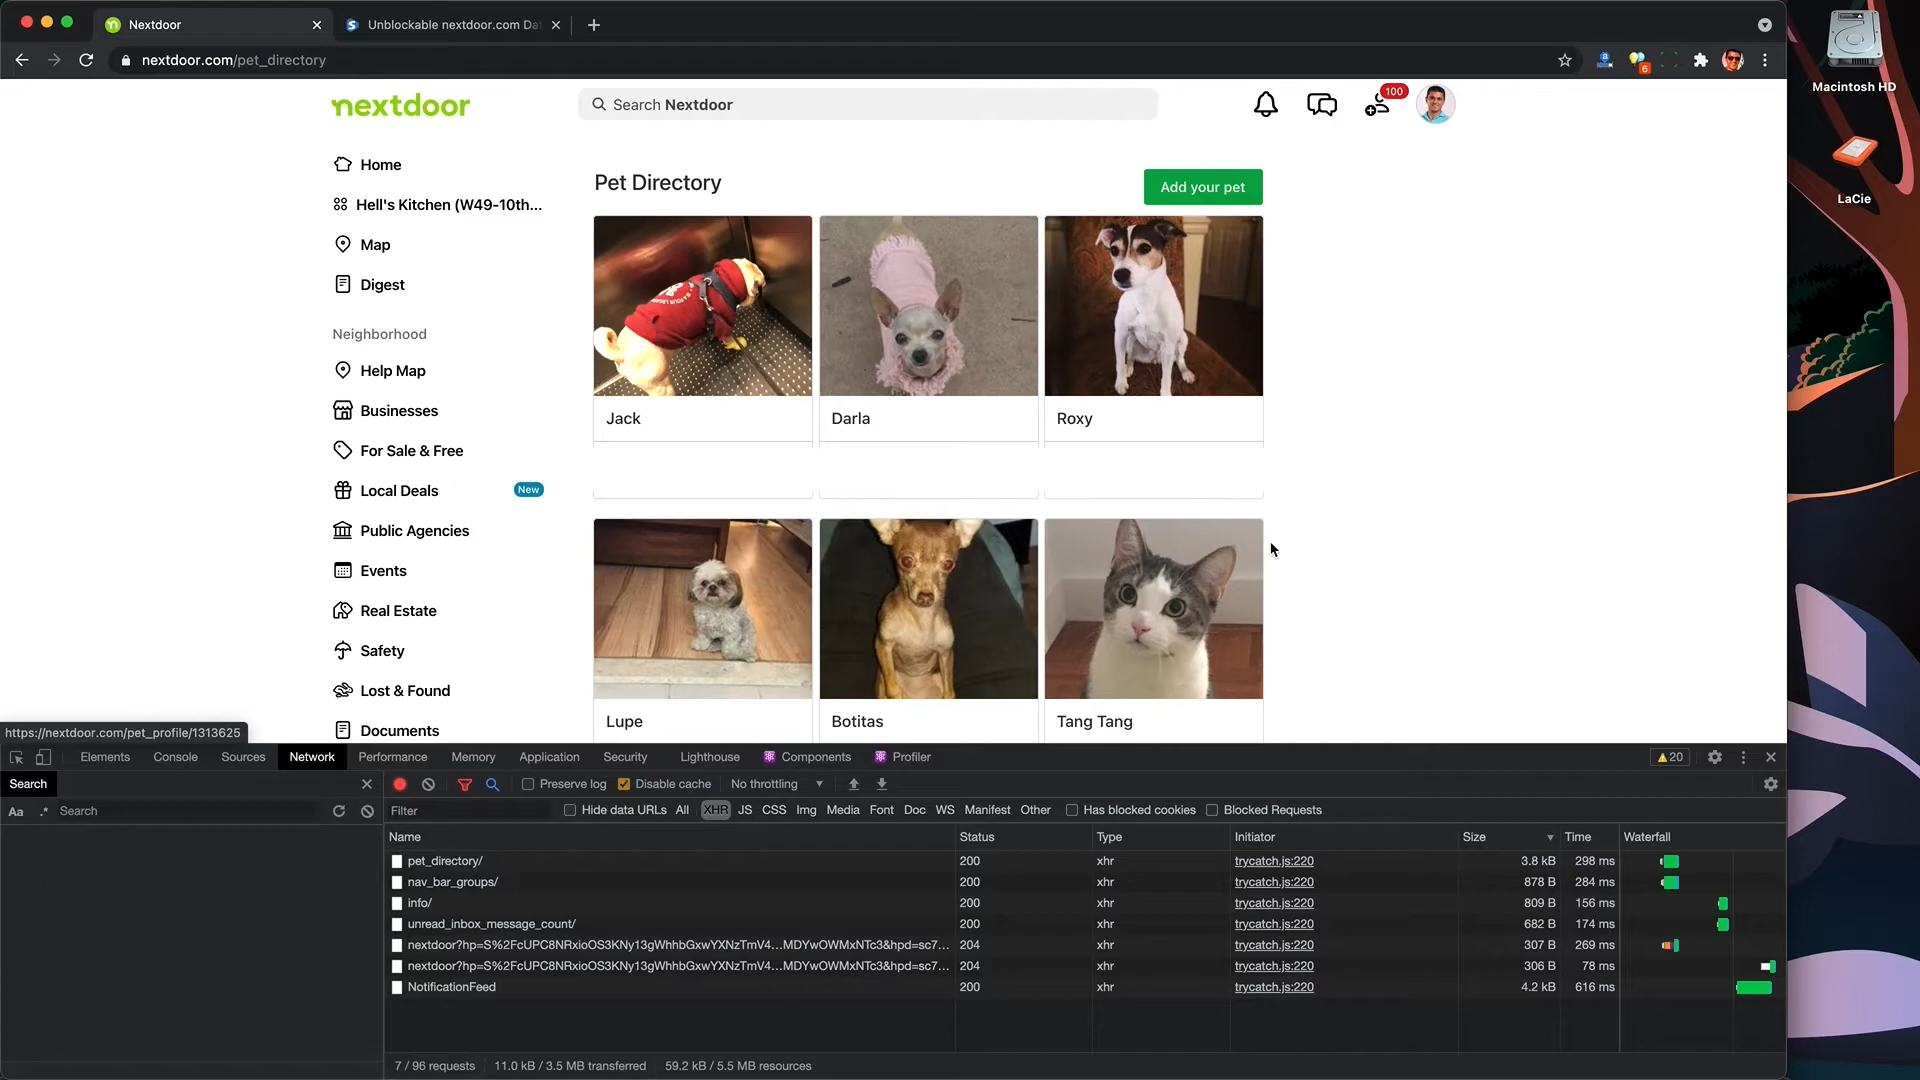 Nextdoor
Unblockable nextdoor.com Da
nextdoor.com/pet_directory
6
Macintosh HD
LaCie
nextdoor
Search Nextdoor
100
Home
Hell's Kitchen (W49-10th...
Map
Digest
Neighborhood
Help Map
Businesses
For Sale & Free
Local Deals
New
Public Agencies
Events
Real Estate
Safety
Lost & Found
Documents
Pet Directory
Add your pet
Jack
Darla
Roxy
Lupe
Botitas
Tang Tang
https://nextdoor.com/pet_profile/1313625
Elements Console Sources Network Performance Memory Application Security Lighthouse Components Profiler 20
Search
Preserve log Disable cache No throttling
Aa .* Search
Filter Hide data URLs All XHR JS CSS Img Media Font Doc WS Manifest Other Has blocked cookies Blocked Requests
Name Status Type Initiator Size Time Waterfall
pet_directory/ 200 xhr trycatch.js:220 3.8 kB 298 ms
nav_bar_groups/ 200 xhr trycatch.js:220 878 B 284 ms
info/ 200 xhr trycatch.js:220 809 B 156 ms
unread_inbox_message_count/ 200 xhr trycatch.js:220 682 B 174 ms
nextdoor?hp=S%2FcUPC8NRxioOS3KNy13gWhhbGxwYXNzTmV4...MDYwOWMxNTc3&hpd=sc7... 204 xhr trycatch.js:220 307 B 269 ms
nextdoor?hp=S%2FcUPC8NRxioOS3KNy13gWhhbGxwYXNzTmV4...MDYwOWMxNTc3&hpd=sc7... 204 xhr trycatch.js:220 306 B 78 ms
NotificationFeed 200 xhr trycatch.js:220 4.2 kB 616 ms
7 / 96 requests 11.0 kB / 3.5 MB transferred 59.2 kB / 5.5 MB resources